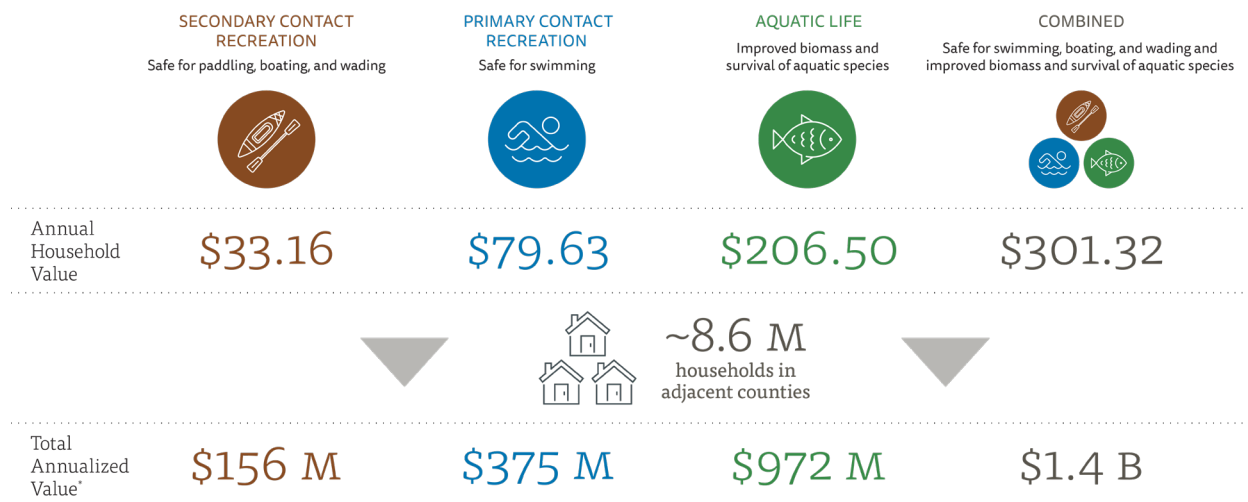 SECONDARY CONTACT
RECREATION
Safe for paddling, boating, and wading
PRIMARY CONTACT
RECREATION
Safe for swimming
AQUATIC LIFE
Improved biomass and
survival of aquatic species
COMBINED
Safe for swimming, boating, and wading and
improved biomass and survival of aquatic species
Annual
Household
Value
$33.16
$79.63
$206.50
$301.32
~8.6 M
households in
adjacent counties
Total
Annualized
Value*
$156 M
$375 M
$972 M
$1.4 B